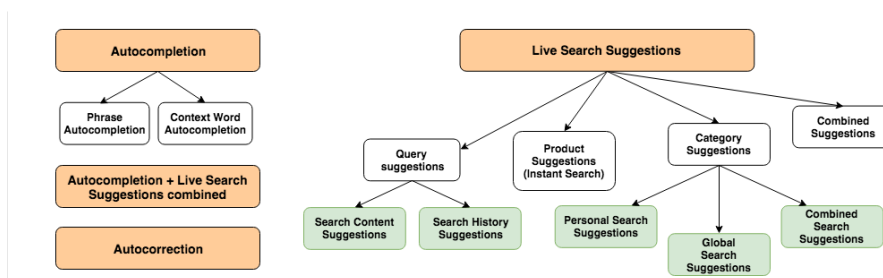 Autocompletion
Phrase
Autocompletion
Context Word
Autocompletion
Autocompletion + Live Search
Suggestions combined
Autocorrection
Live Search Suggestions
Query
suggestions
Product
Suggestions
(Instant Search)
Category
Suggestions
Combined
Suggestions
Search Content
Suggestions
Search History
Suggestions
Personal Search
Suggestions
Global
Search
Suggestions
Combined
Search
Suggestions